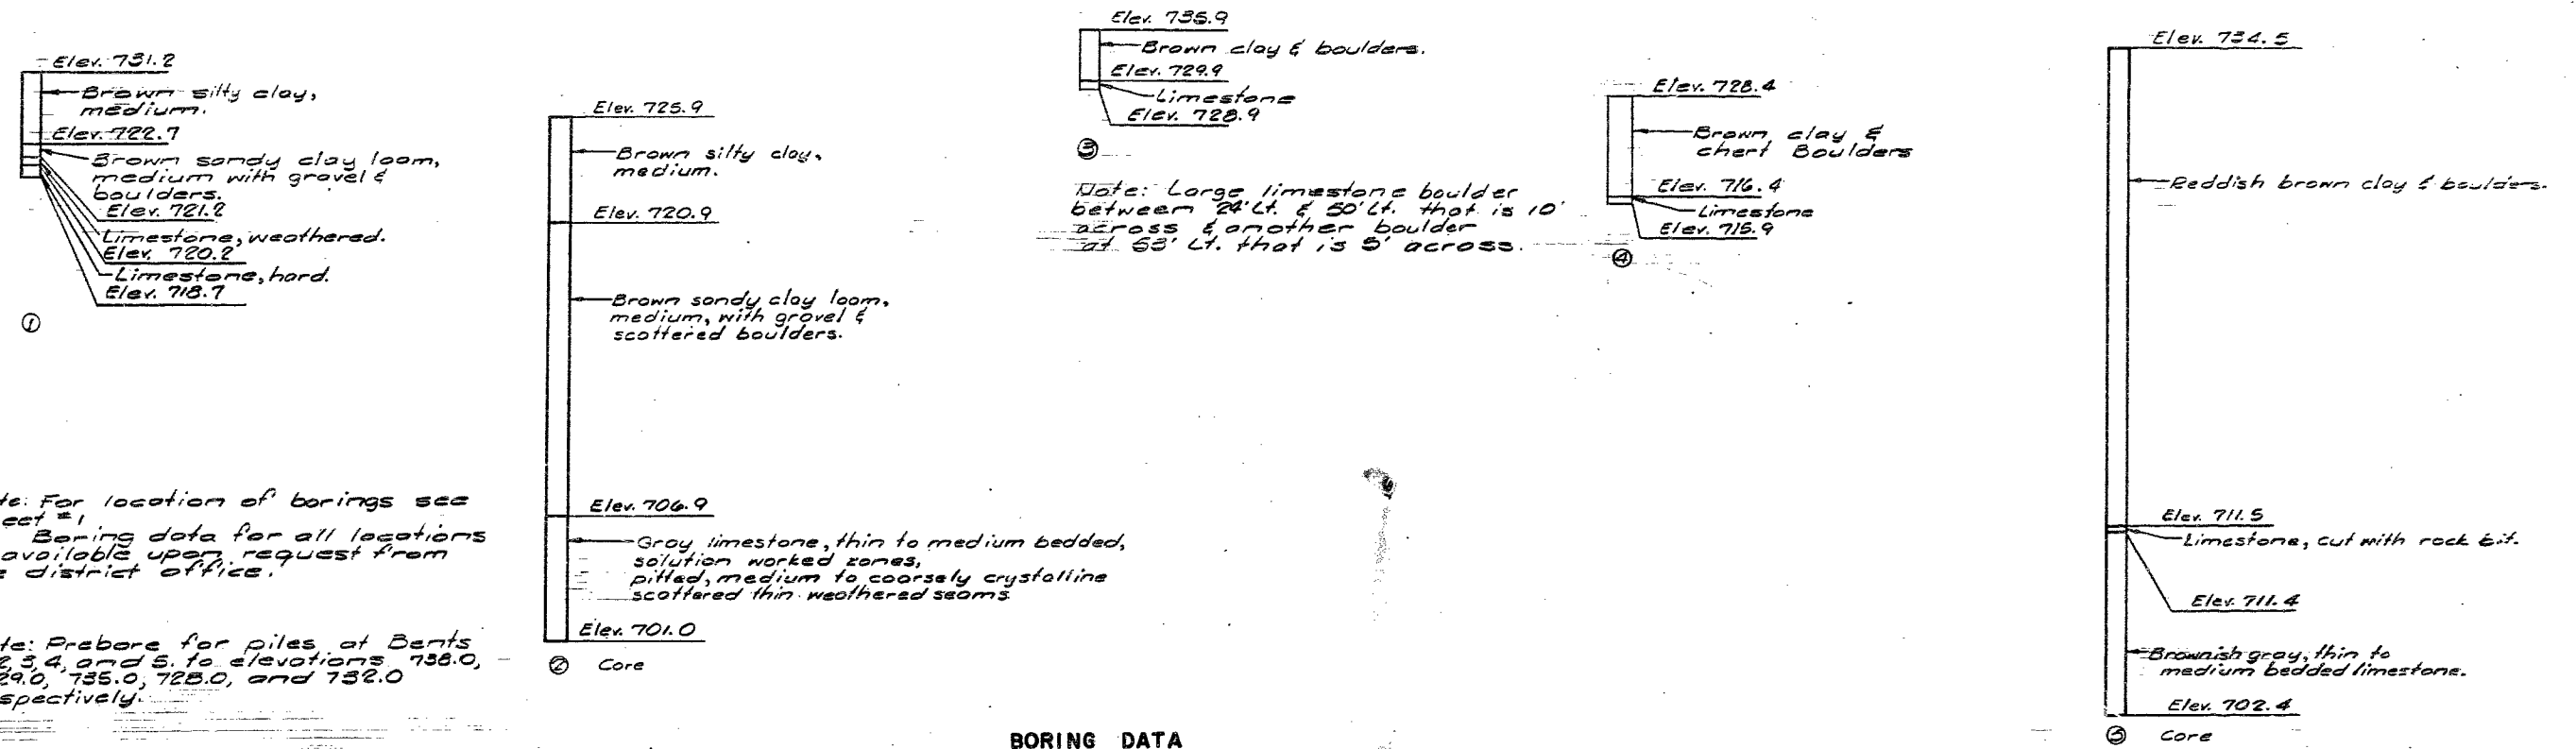 Elev. 731.2
Brown silty clay,
medium.
Elev. 722.7
Brown sandy clay loam,
medium with gravel &
boulders.
Elev. 721.2
Limestone, weathered.
Elev. 720.2
Limestone, hard.
Elev. 718.7
①
te: For location of borings see
eet #1
Boring data for all locations
available upon request from
e district office.
te: Prebore for piles at Bents
2, 3, 4, and 5. to elevations 738.0,
29.0, 735.0, 728.0, and 732.0
spectively.
Elev. 725.9
Brown silty clay,
medium.
Elev. 720.9
Brown sandy clay loam,
medium, with gravel &
scattered boulders.
Elev. 706.9
Gray limestone, thin to medium bedded,
solution worked zones,
pitted, medium to coarsely crystalline
scattered thin weathered seams
Elev. 701.0
② Core
Elev. 735.9
Brown clay & boulders.
Elev. 729.9
Limestone
Elev. 728.9
③
Note: Large limestone boulder
between 24' Lt. & 50' Lt. that is 10'
across & another boulder
at 53' Lt. that is 5' across.
Elev. 728.4
Brown clay &
chert Boulders
Elev. 716.4
Limestone
Elev. 715.9
④
Elev. 734.5
Reddish brown clay & boulders.
Elev. 711.5
Limestone, cut with rock bit.
Elev. 711.4
Brownish gray, thin to
medium bedded limestone.
Elev. 702.4
⑤ Core
BORING DATA